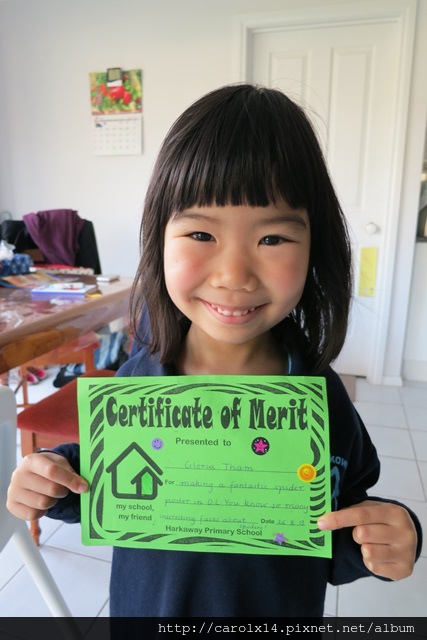 Certificate of Merit
Presented to
Gloria Tham
For making a fantastic spider
poster in 01. You know so many
interesting facts about
spiders!
Date
my school,
my friend
Harkaway Primary School
http://carolx14.pixnet.net/album